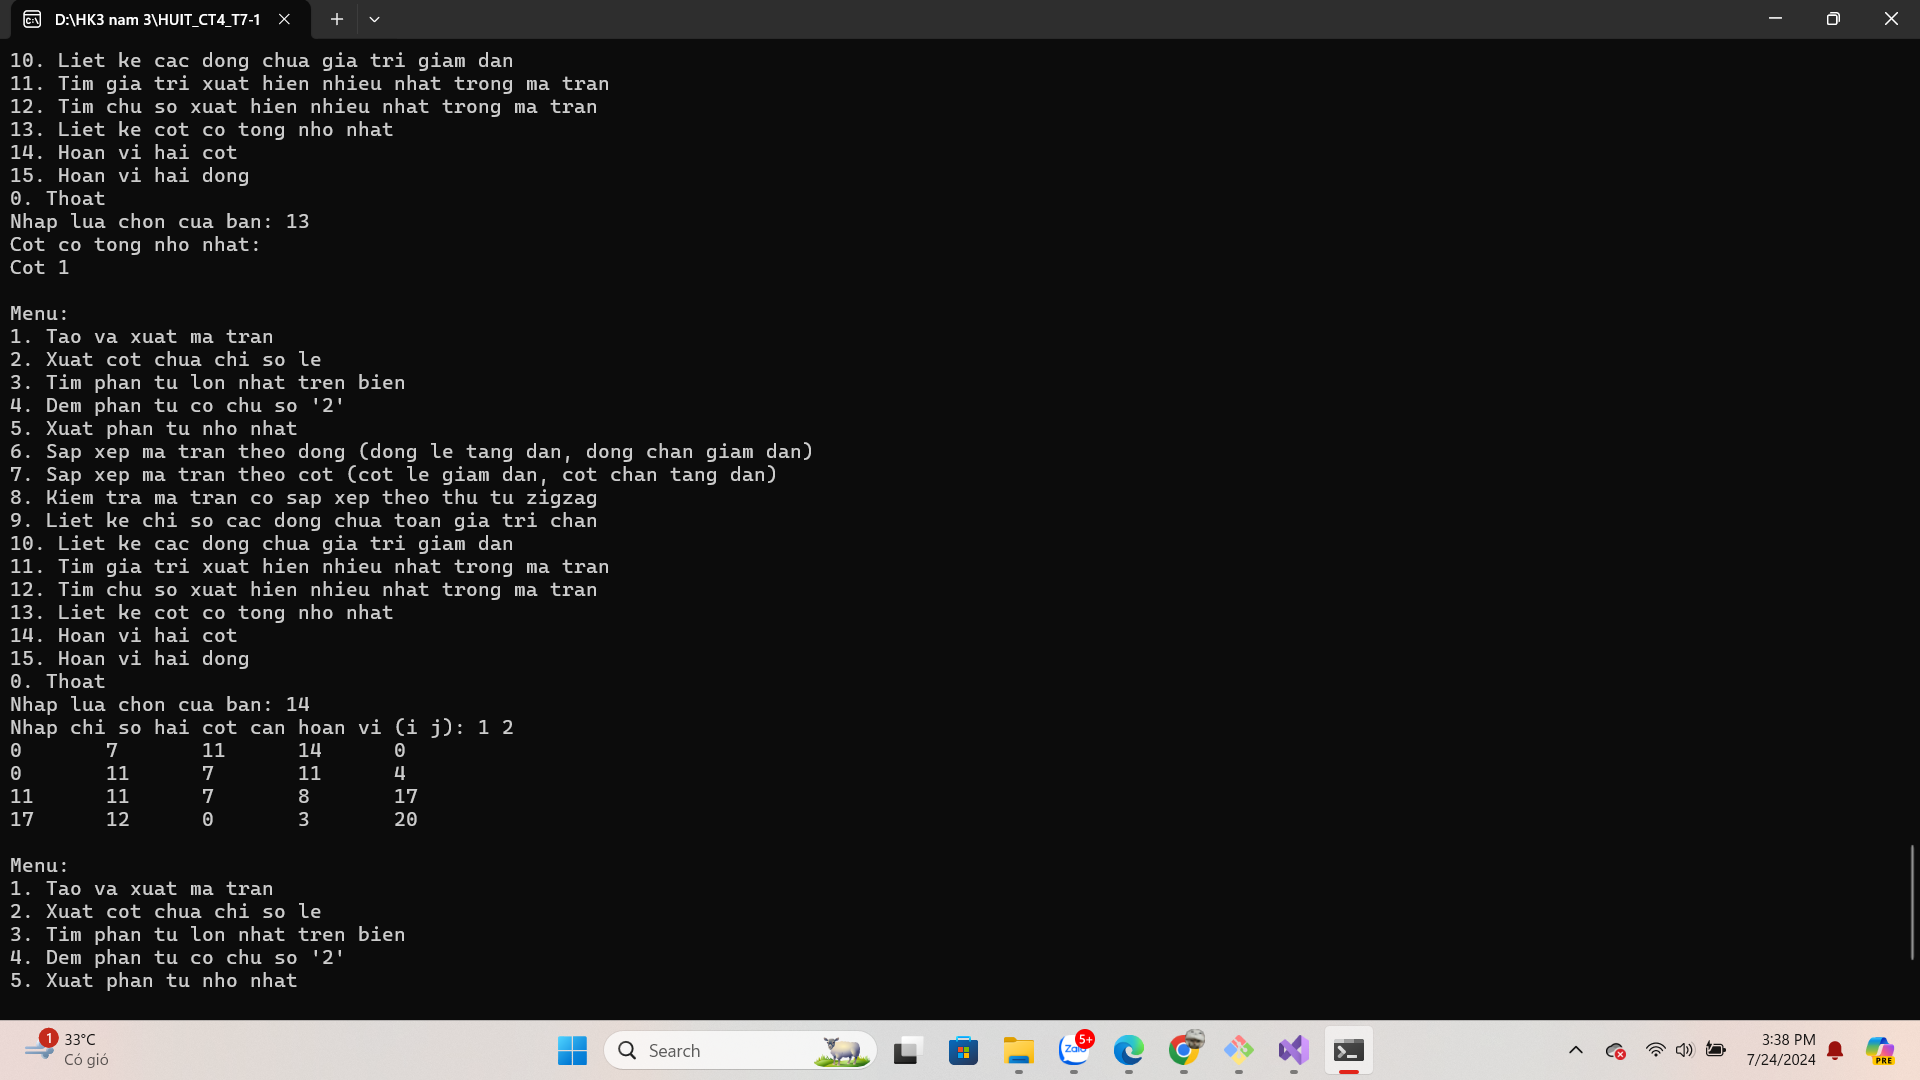 D:\HK3 nam 3\HUIT_CT4_T7-1
10. Liet ke cac dong chua gia tri giam dan
11. Tim gia tri xuat hien nhieu nhat trong ma tran
12. Tim chu so xuat hien nhieu nhat trong ma tran
13. Liet ke cot co tong nho nhat
14. Hoan vi hai cot
15. Hoan vi hai dong
0. Thoat
Nhap lua chon cua ban: 13
Cot co tong nho nhat:
Cot 1
Menu:
1. Tao va xuat ma tran
2. Xuat cot chua chi so le
3. Tim phan tu lon nhat tren bien
4. Dem phan tu co chu so '2'
5. Xuat phan tu nho nhat
6. Sap xep ma tran theo dong (dong le tang dan, dong chan giam dan)
7. Sap xep ma tran theo cot (cot le giam dan, cot chan tang dan)
8. Kiem tra ma tran co sap xep theo thu tu zigzag
9. Liet ke chi so cac dong chua toan gia tri chan
10. Liet ke cac dong chua gia tri giam dan
11. Tim gia tri xuat hien nhieu nhat trong ma tran
12. Tim chu so xuat hien nhieu nhat trong ma tran
13. Liet ke cot co tong nho nhat
14. Hoan vi hai cot
15. Hoan vi hai dong
0. Thoat
Nhap lua chon cua ban: 14
Nhap chi so hai cot can hoan vi (i j): 1 2
0 7 11 14 0
0 11 7 11 4
11 11 7 8 17
17 12 0 3 20
Menu:
1. Tao va xuat ma tran
2. Xuat cot chua chi so le
3. Tim phan tu lon nhat tren bien
4. Dem phan tu co chu so '2'
5. Xuat phan tu nho nhat
1
33°C
Có gió
Search
Zalo
5+
3:38 PM
7/24/2024
PRE